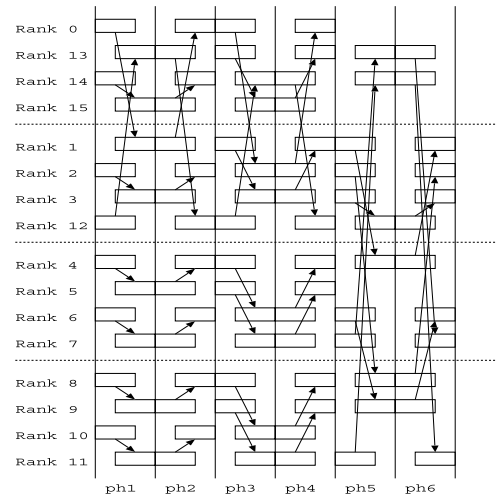 Rank 0
Rank 13
Rank 14
Rank 15
Rank 1
Rank 2
Rank 3
Rank 12
Rank 4
Rank 5
Rank 6
Rank 7
Rank 8
Rank 9
Rank 10
Rank 11
ph1 ph2 ph3 ph4 ph5 ph6